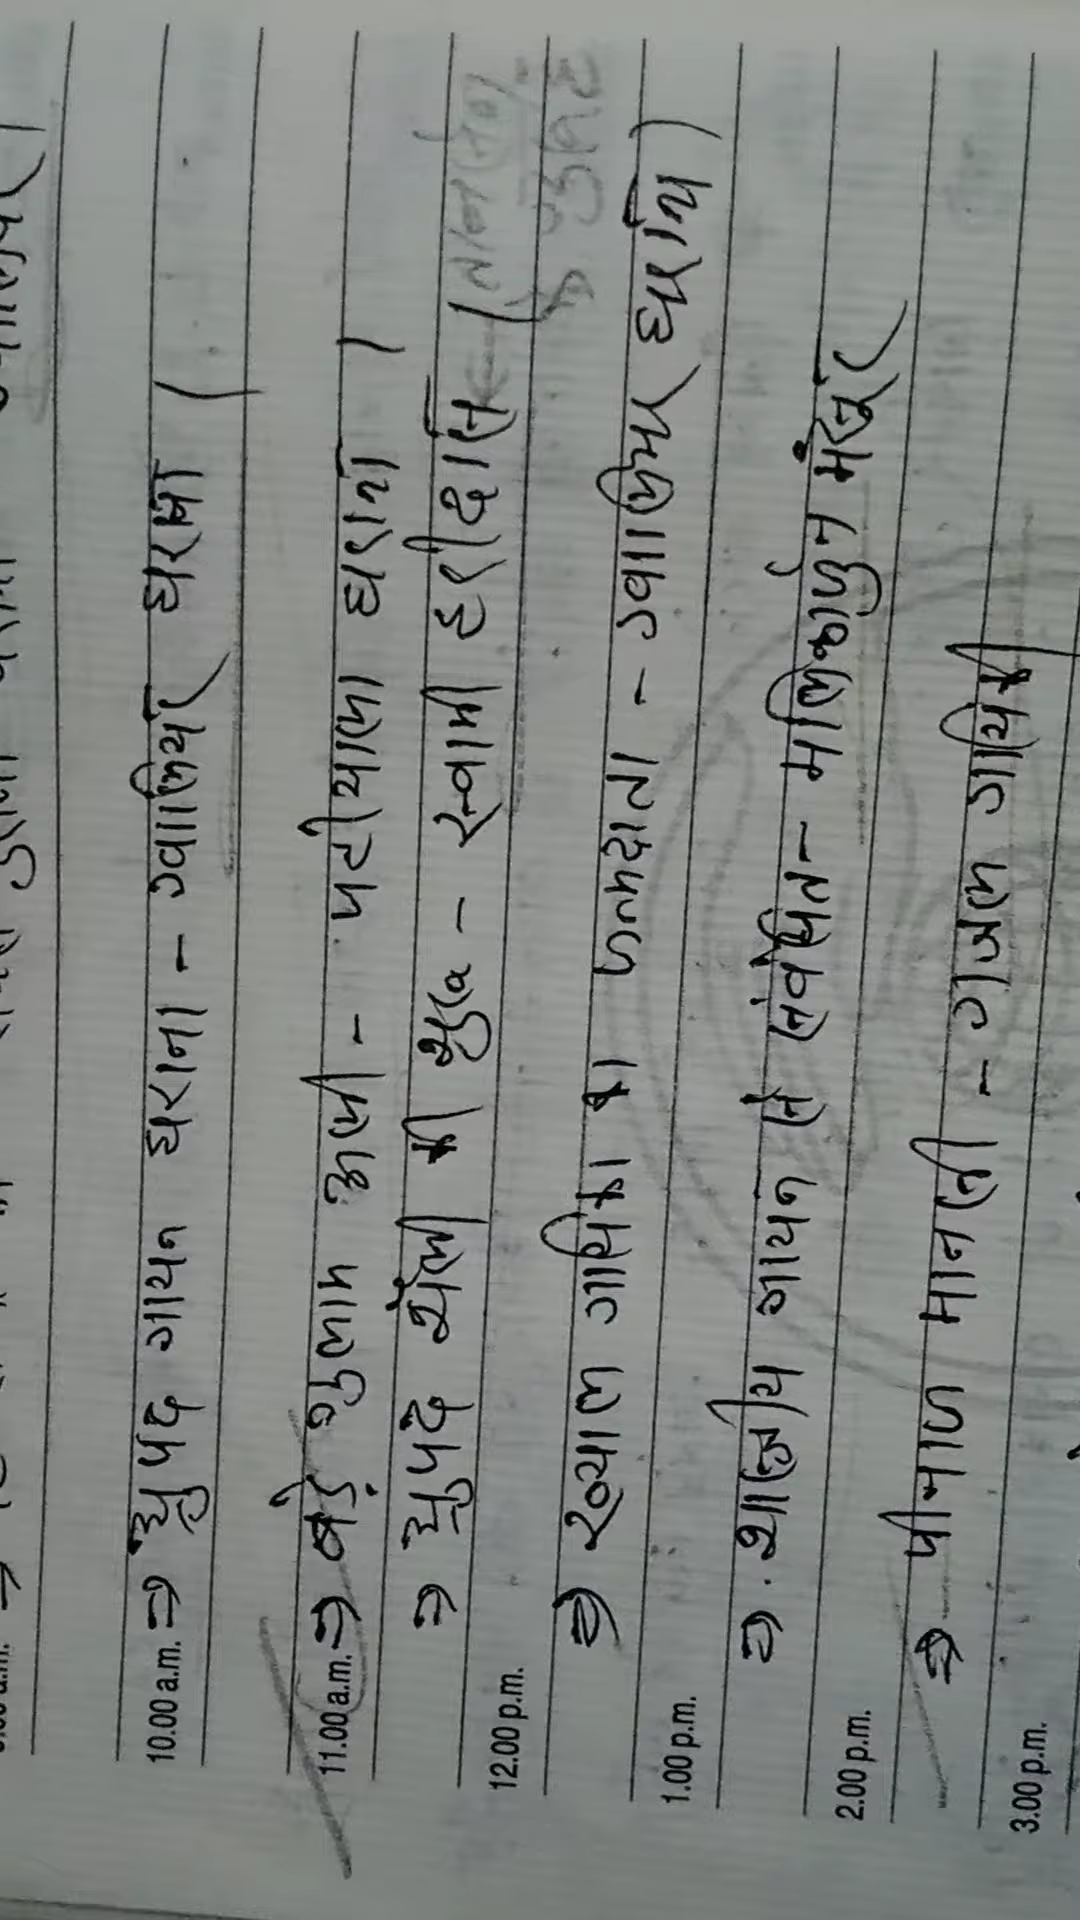 10.00 a.m. ⇒ ध्रुपद गायन घराना - ग्वालियर घराना ।
11.00 a.m. ⇒ बड़े गुलाम अली - पटीयाला घराना ।
⇒ ध्रुपद शैली के गुरु - स्वामी हरीदास ←
12.00 p.m.
⇒ ख्याल गायिका का जन्मदाता - ग्वालियर घराना ।
1.00 p.m.
⇒ शास्त्रीय गायन से संबंधित - मल्लिकार्जुन मंसूर
2.00 p.m.
⇒ पीनाज मसानी - गजल गायिका
3.00 p.m.